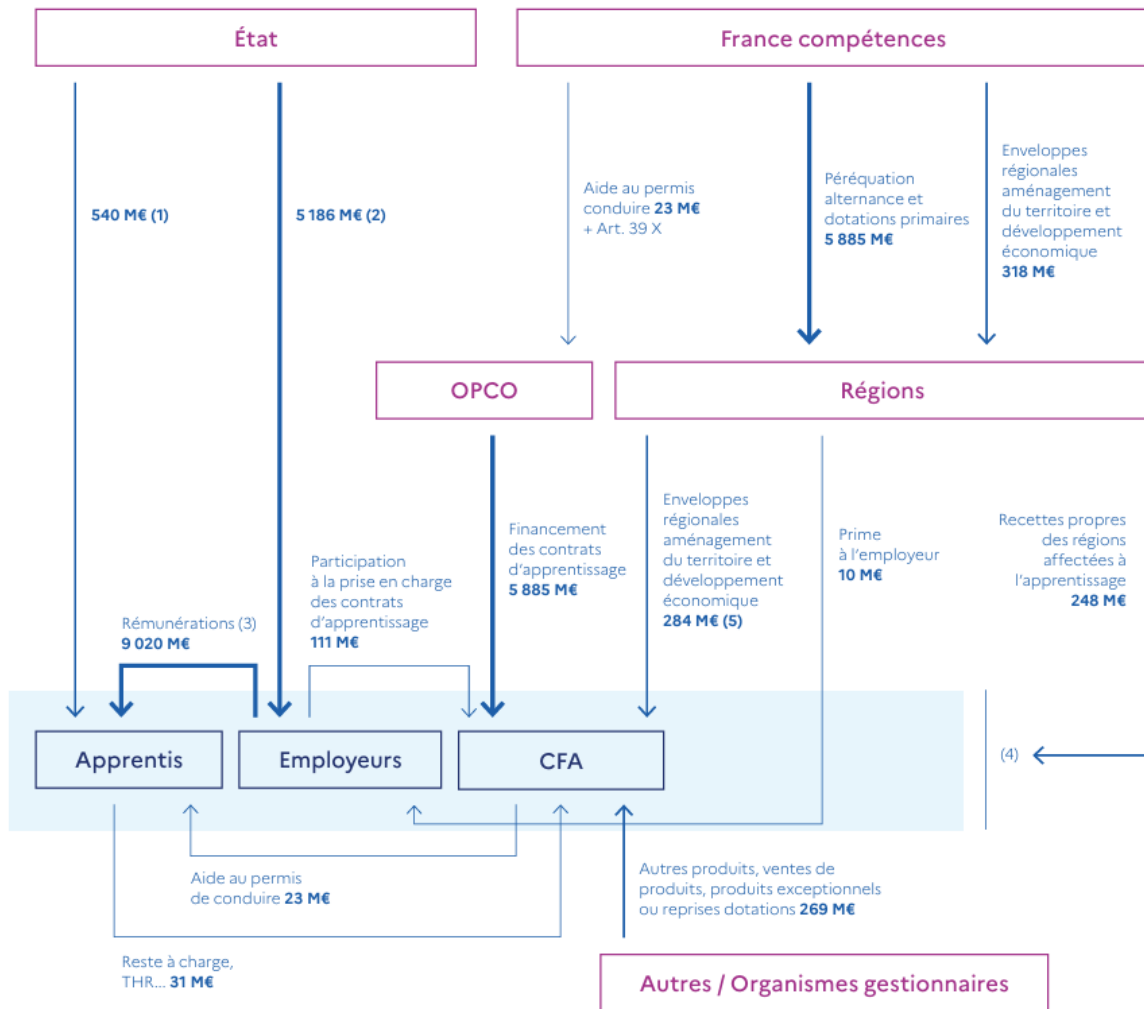 État
France compétences
540 M€ (1)
5 186 M€ (2)
Aide au permis
conduire 23 M€
+ Art. 39 X
Péréquation
alternance et
dotations primaires
5 885 M€
Enveloppes
régionales
aménagement
du territoire et
développement
économique
318 M€
OPCO
Régions
Rémunérations (3)
9 020 M€
Participation
à la prise en charge
des contrats
d'apprentissage
111 M€
Financement
des contrats
d'apprentissage
5 885 M€
Enveloppes
régionales
aménagement
du territoire et
développement
économique
284 M€ (5)
Prime
à l'employeur
10 M€
Recettes propres
des régions
affectées à
l'apprentissage
248 M€
Apprentis
Employeurs
CFA
(4)
Aide au permis
de conduire 23 M€
Autres produits, ventes de
produits, produits exceptionnels
ou reprises dotations 269 M€
Reste à charge,
THR... 31 M€
Autres / Organismes gestionnaires